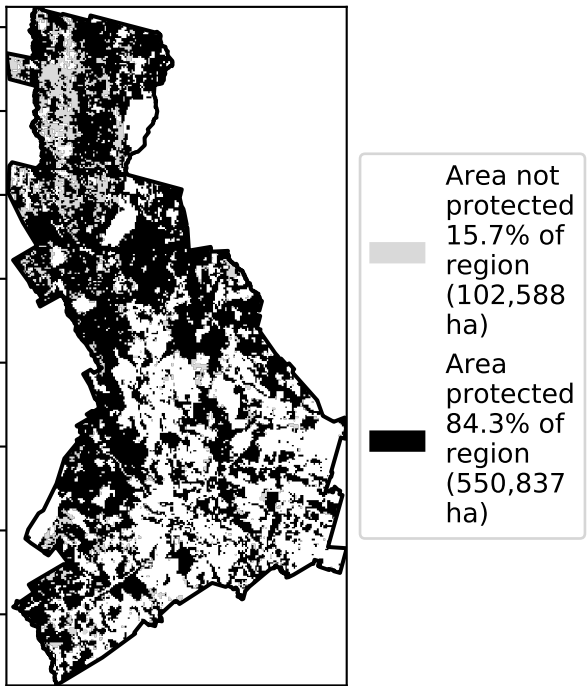 Area not
protected
15.7% of
region
(102,588
ha)
Area
protected
84.3% of
region
(550,837
ha)